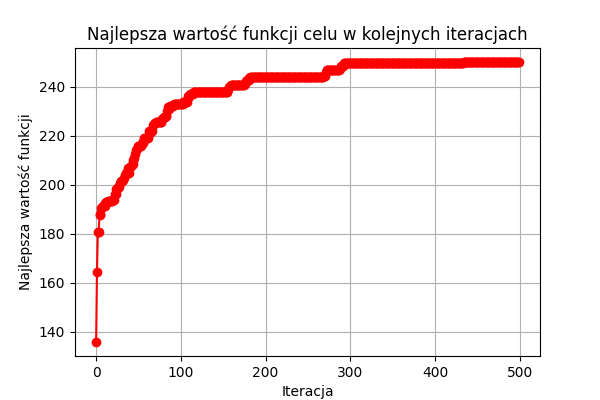 Najlepsza wartość funkcji celu w kolejnych iteracjach
Najlepsza wartość funkcji
240
220
200
180
160
140
0 100 200 300 400 500
Iteracja